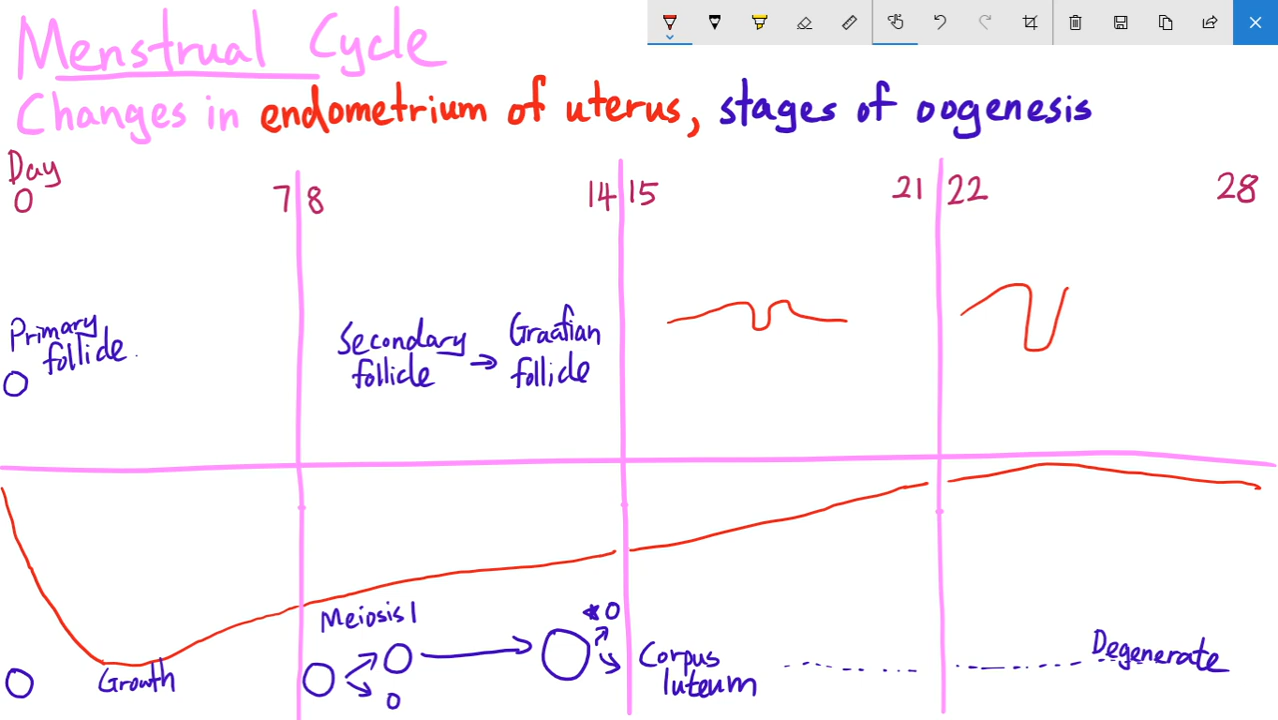 Menstrual Cycle
Changes in endometrium of uterus, stages of oogenesis
Day
0 7 8 14 15 21 22 28
Primary
follicle
Secondary
follicle
Graafian
follicle
Meiosis 1
Growth
Corpus
luteum
Degenerate